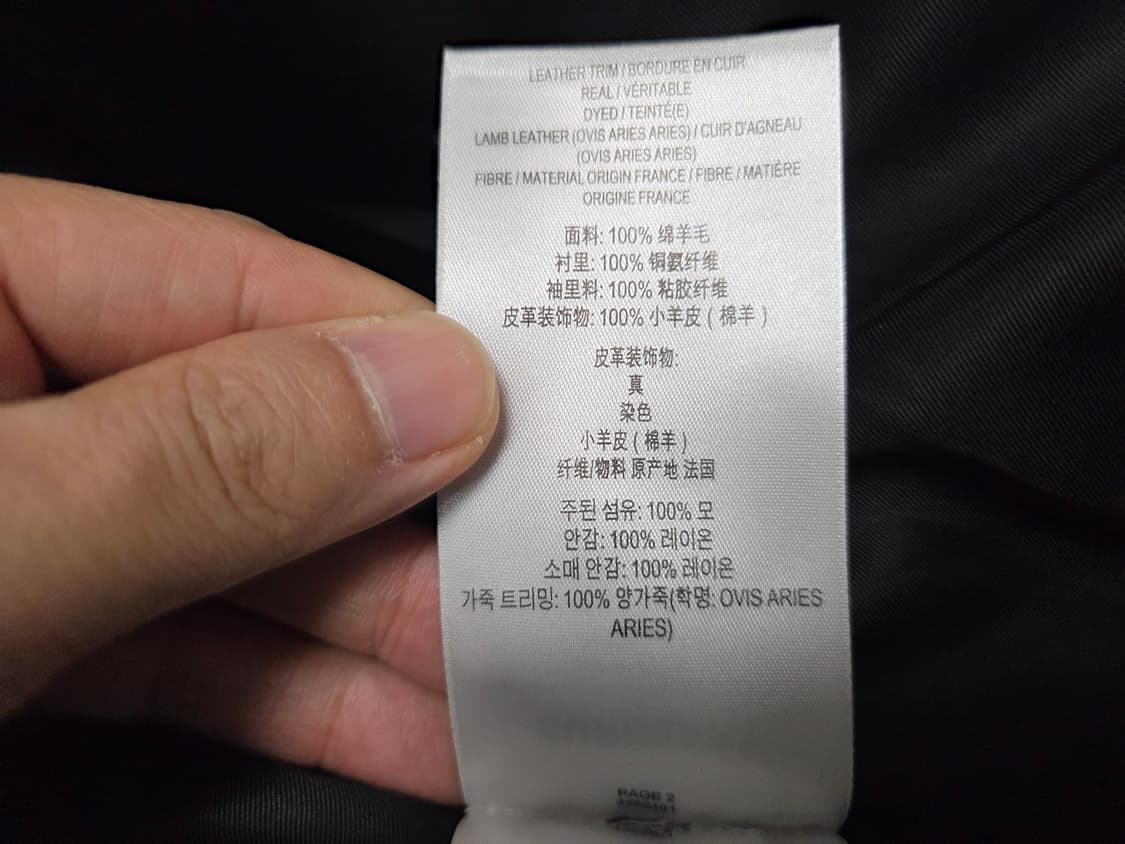 LEATHER TRIM / BORDURE EN CUIR
REAL / VÉRITABLE
DYED / TEINTÉ(E)
LAMB LEATHER (OVIS ARIES ARIES) / CUIR D'AGNEAU
(OVIS ARIES ARIES)
FIBRE / MATERIAL ORIGIN FRANCE / FIBRE / MATIÈRE
ORIGINE FRANCE
面料: 100% 绵羊毛
衬里: 100% 铜氨纤维
袖里料: 100% 粘胶纤维
皮革装饰物: 100% 小羊皮 ( 棉羊 )
皮革装饰物:
真
染色
小羊皮 ( 棉羊 )
纤维/物料 原产地 法国
주된 섬유: 100% 모
안감: 100% 레이온
소매 안감: 100% 레이온
가죽 트리밍: 100% 양가죽(학명: OVIS ARIES
ARIES)
PAGE 2